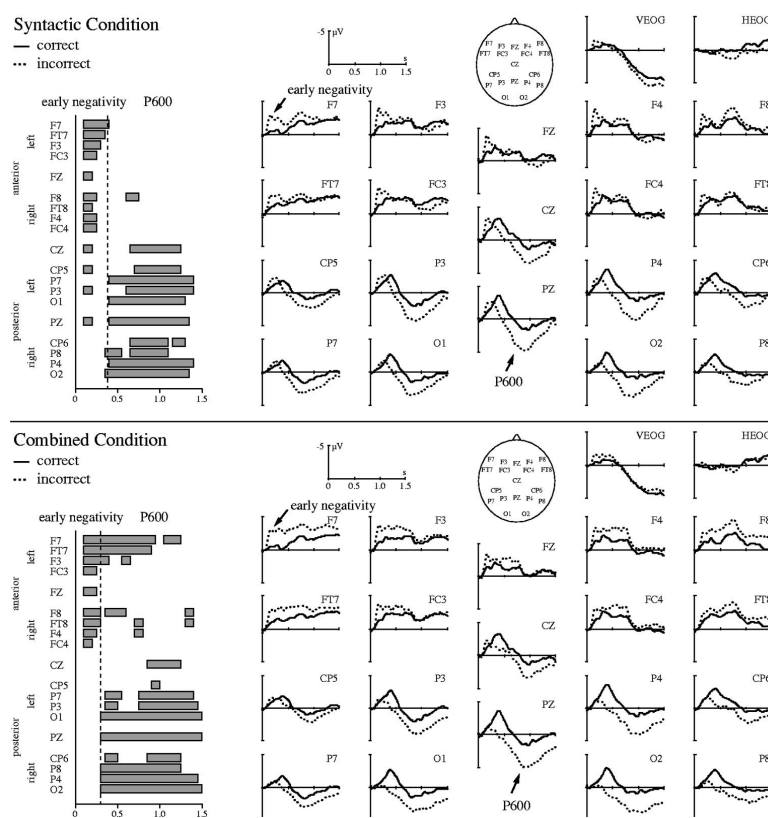 Syntactic Condition
correct
incorrect
early negativity P600
anterior
left
F7
FT7
F3
FC3
FZ
right
F8
FT8
F4
FC4
CZ
posterior
left
CP5
P7
P3
O1
PZ
right
CP6
P8
P4
O2
0 0.5 1.0 1.5
-5 µV
s
0 0.5 1.0 1.5
early negativity
F7 F3 FZ F4 F8
FT7 FC3 FC4 FT8
CZ
CP5 CP6
P7 P3 PZ P4 P8
O1 O2
VEOG HEOG
F7 F3 F4 F8
FZ
FT7 FC3 FC4 FT8
CZ
CP5 P3 P4 CP6
PZ
P7 O1 O2 P8
P600
Combined Condition
correct
incorrect
early negativity P600
anterior
left
F7
FT7
F3
FC3
FZ
right
F8
FT8
F4
FC4
CZ
posterior
left
CP5
P7
P3
O1
PZ
right
CP6
P8
P4
O2
0 0.5 1.0 1.5
-5 µV
s
0 0.5 1.0 1.5
early negativity
F7 F3 FZ F4 F8
FT7 FC3 FC4 FT8
CZ
CP5 CP6
P7 P3 PZ P4 P8
O1 O2
VEOG HEOG
F7 F3 F4 F8
FZ
FT7 FC3 FC4 FT8
CZ
CP5 P3 P4 CP6
PZ
P7 O1 O2 P8
P600